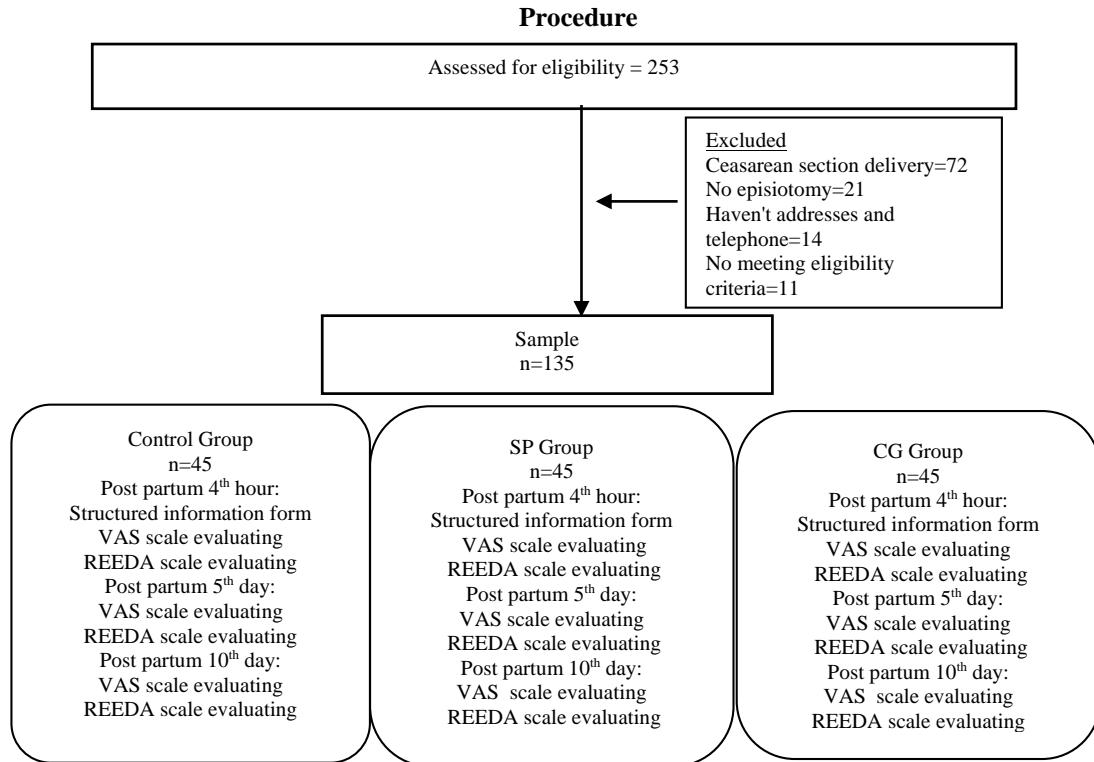 Procedure
Assessed for eligibility = 253
Excluded
Ceasarean section delivery=72
No episiotomy=21
Haven't addresses and
telephone=14
No meeting eligibility
criteria=11
Sample
n=135
Control Group
n=45
Post partum 4th hour:
Structured information form
VAS scale evaluating
REEDA scale evaluating
Post partum 5th day:
VAS scale evaluating
REEDA scale evaluating
Post partum 10th day:
VAS scale evaluating
REEDA scale evaluating
SP Group
n=45
Post partum 4th hour:
Structured information form
VAS scale evaluating
REEDA scale evaluating
Post partum 5th day:
VAS scale evaluating
REEDA scale evaluating
Post partum 10th day:
VAS scale evaluating
REEDA scale evaluating
CG Group
n=45
Post partum 4th hour:
Structured information form
VAS scale evaluating
REEDA scale evaluating
Post partum 5th day:
VAS scale evaluating
REEDA scale evaluating
Post partum 10th day:
VAS scale evaluating
REEDA scale evaluating